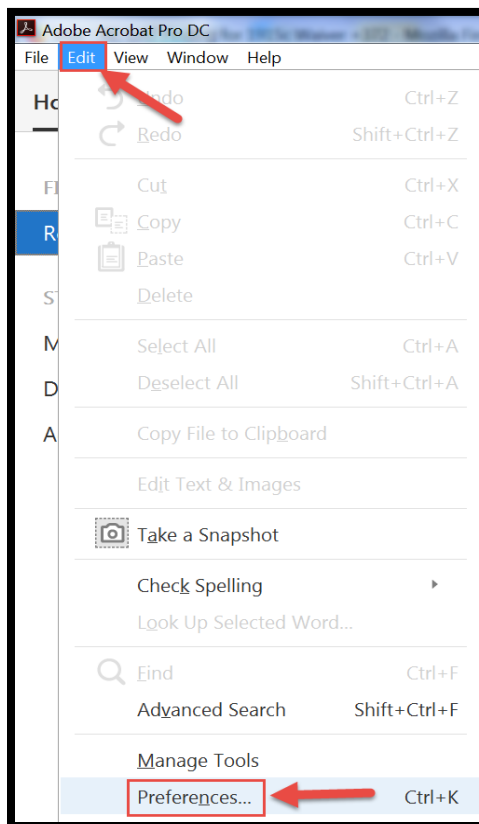 Adobe Acrobat Pro DC
File Edit View Window Help
Undo Ctrl+Z
Redo Shift+Ctrl+Z
Cut Ctrl+X
Copy Ctrl+C
Paste Ctrl+V
Delete
Select All Ctrl+A
Deselect All Shift+Ctrl+A
Copy File to Clipboard
Edit Text & Images
Take a Snapshot
Check Spelling
Look Up Selected Word...
Find Ctrl+F
Advanced Search Shift+Ctrl+F
Manage Tools
Preferences... Ctrl+K